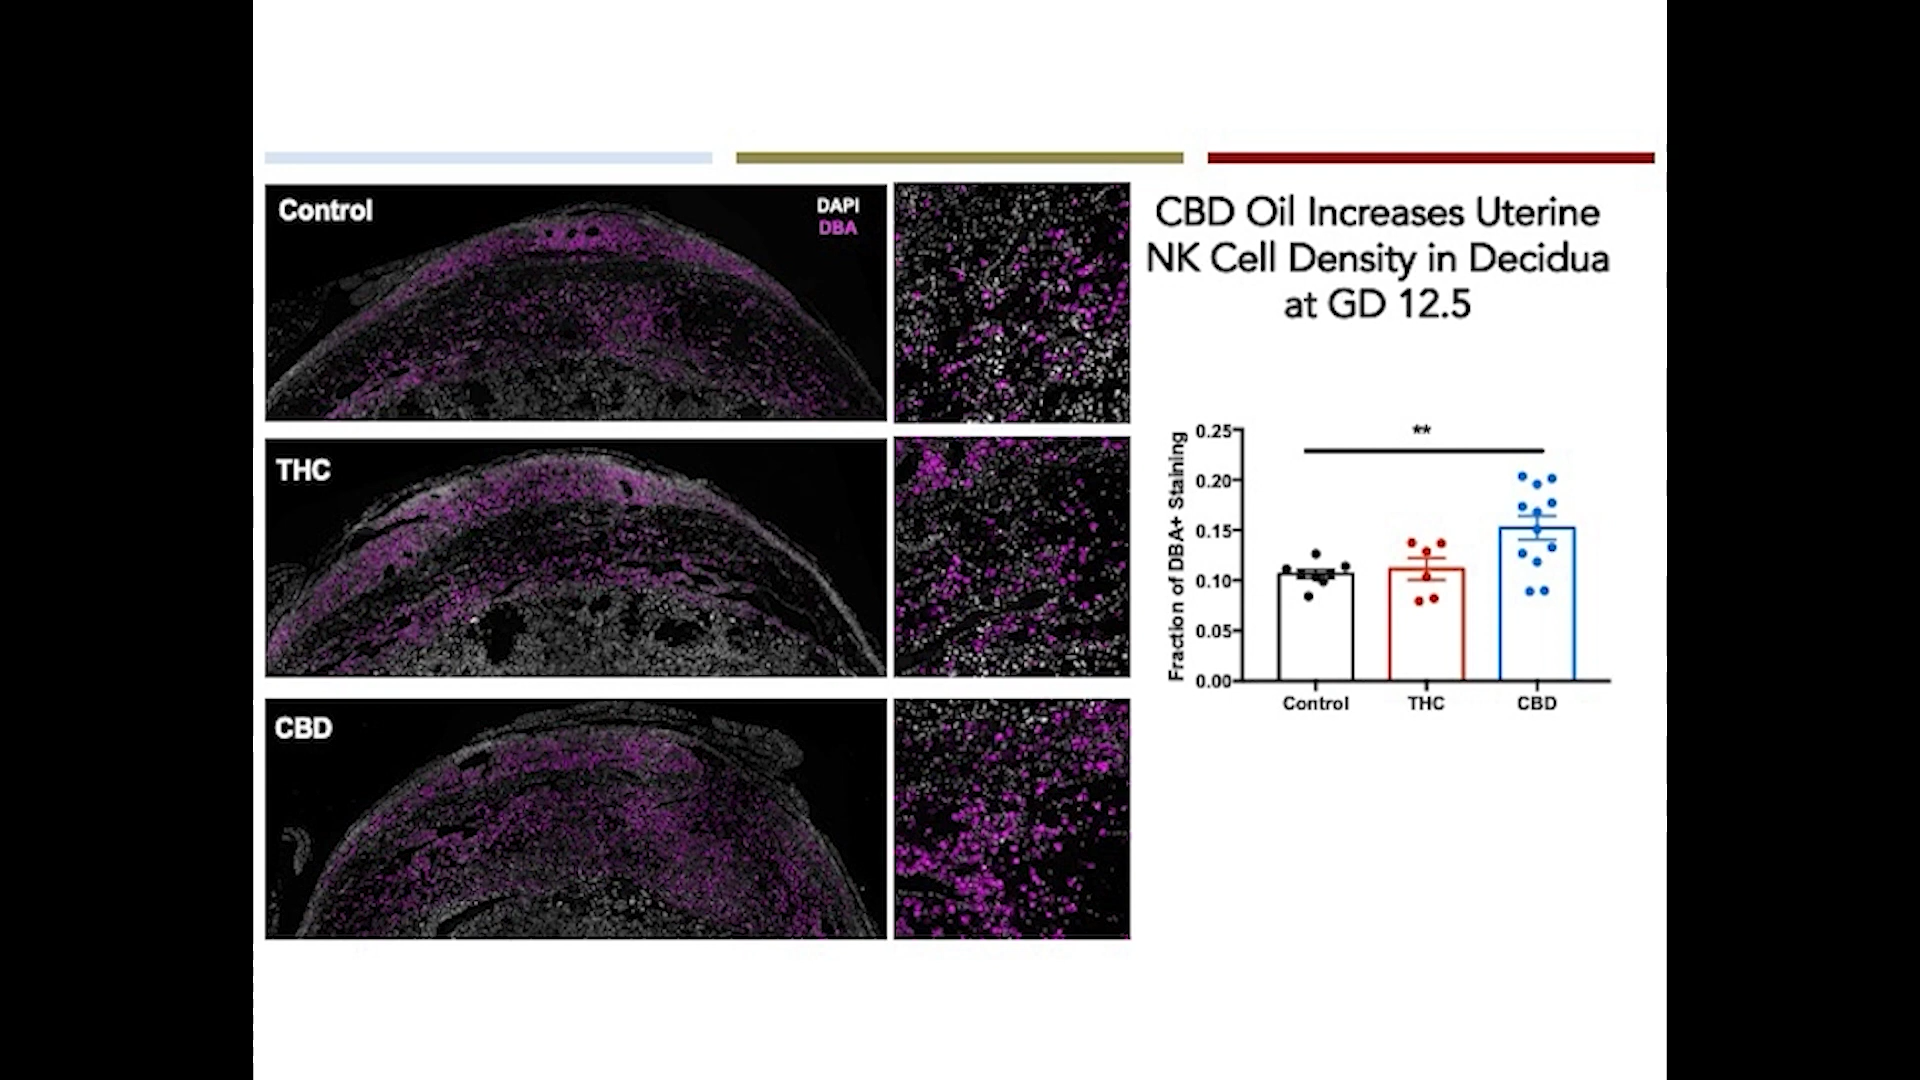 Control
DAPI
DBA
THC
CBD
CBD Oil Increases Uterine
NK Cell Density in Decidua
at GD 12.5
**
Fraction of DBA+ Staining
0.25
0.20
0.15
0.10
0.05
0.00
Control THC CBD